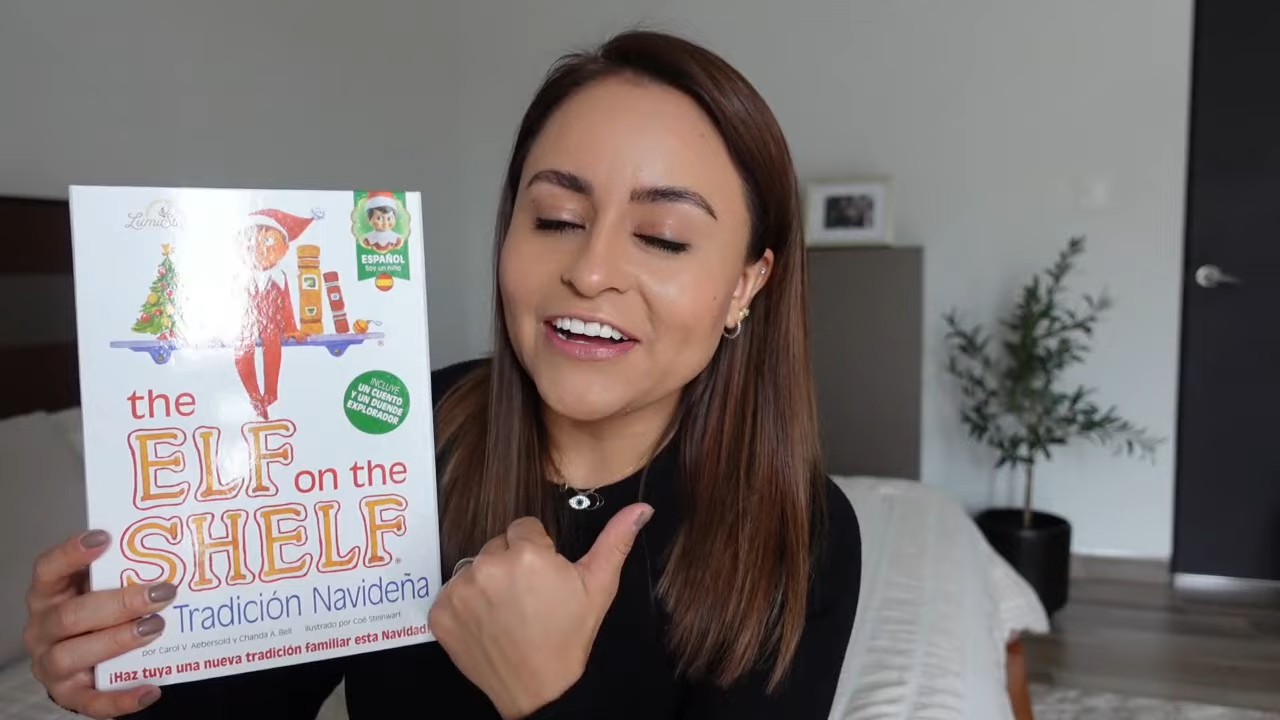 ESPAÑOL
Soy un niño
INCLUYE
UN CUENTO
Y UN DUENDE
EXPLORADOR
the
ELF
on the
SHELF
Tradición Navideña
por Carol V. Aebersold y Chanda A. Bell ilustrado por Coë Steinwart
¡Haz tuya una nueva tradición familiar esta Navidad!